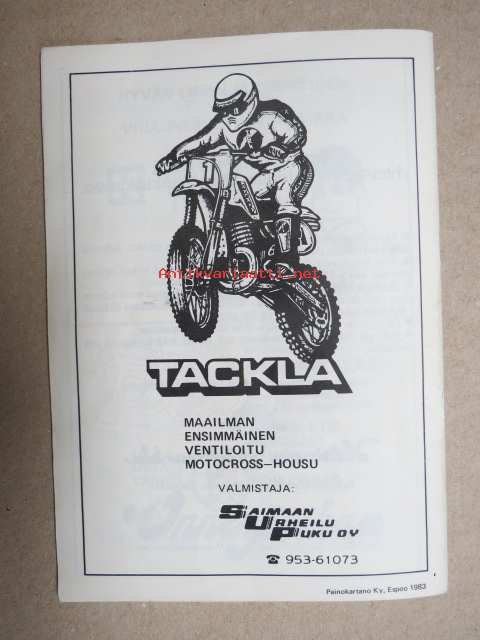 1
Antikvariaatti.net
TACKLA
MAAILMAN
ENSIMMÄINEN
VENTILOITU
MOTOCROSS-HOUSU
VALMISTAJA:
SAIMAAN
URHEILU
PUKU OY
☎ 953-61073
Painokartano Ky, Espoo 1983